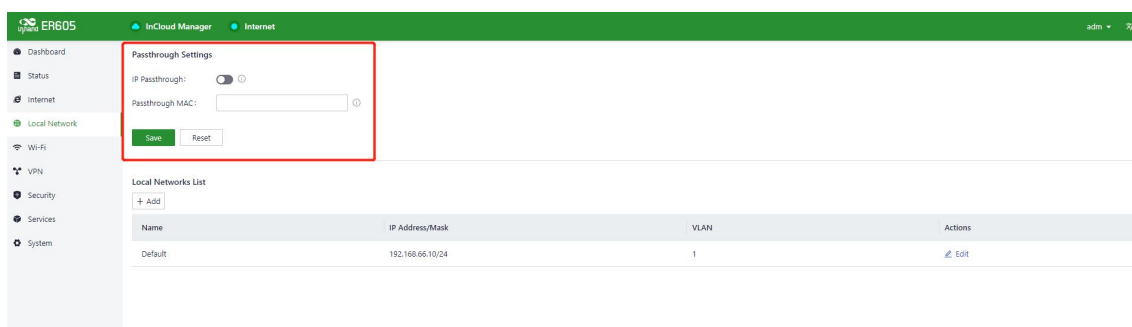 inhand ER605 InCloud Manager Internet adm
Dashboard
Status
Internet
Local Network
Wi-Fi
VPN
Security
Services
System
Passthrough Settings
IP Passthrough:
Passthrough MAC:
Save Reset
Local Networks List
+ Add
Name IP Address/Mask VLAN Actions
Default 192.168.66.10/24 1 Edit